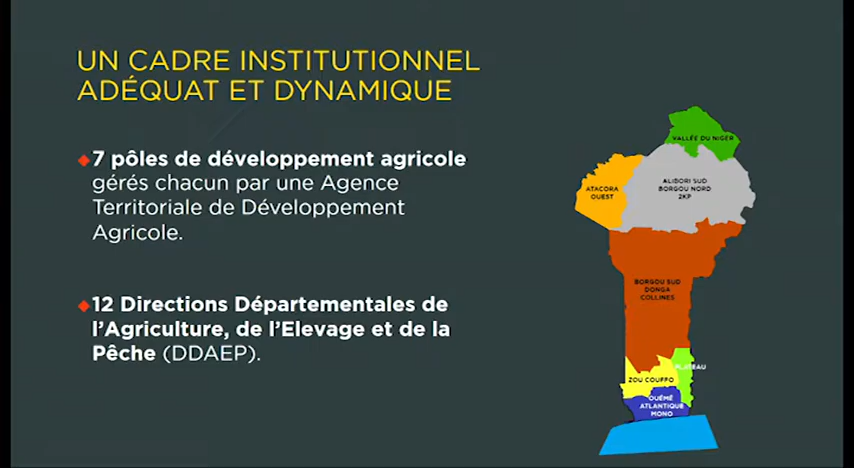 UN CADRE INSTITUTIONNEL
ADÉQUAT ET DYNAMIQUE
7 pôles de développement agricole
gérés chacun par une Agence
Territoriale de Développement
Agricole.
12 Directions Départementales de
l'Agriculture, de l'Elevage et de la
Pêche (DDAEP).
VALLÉE DU NIGER
ALIBORI SUD
BORGOU NORD
2KP
ATACORA
OUEST
BORGOU SUD
DONGA
COLLINES
PLATEAU
ZOU COUFFO
OUÉMÉ
ATLANTIQUE
MONO